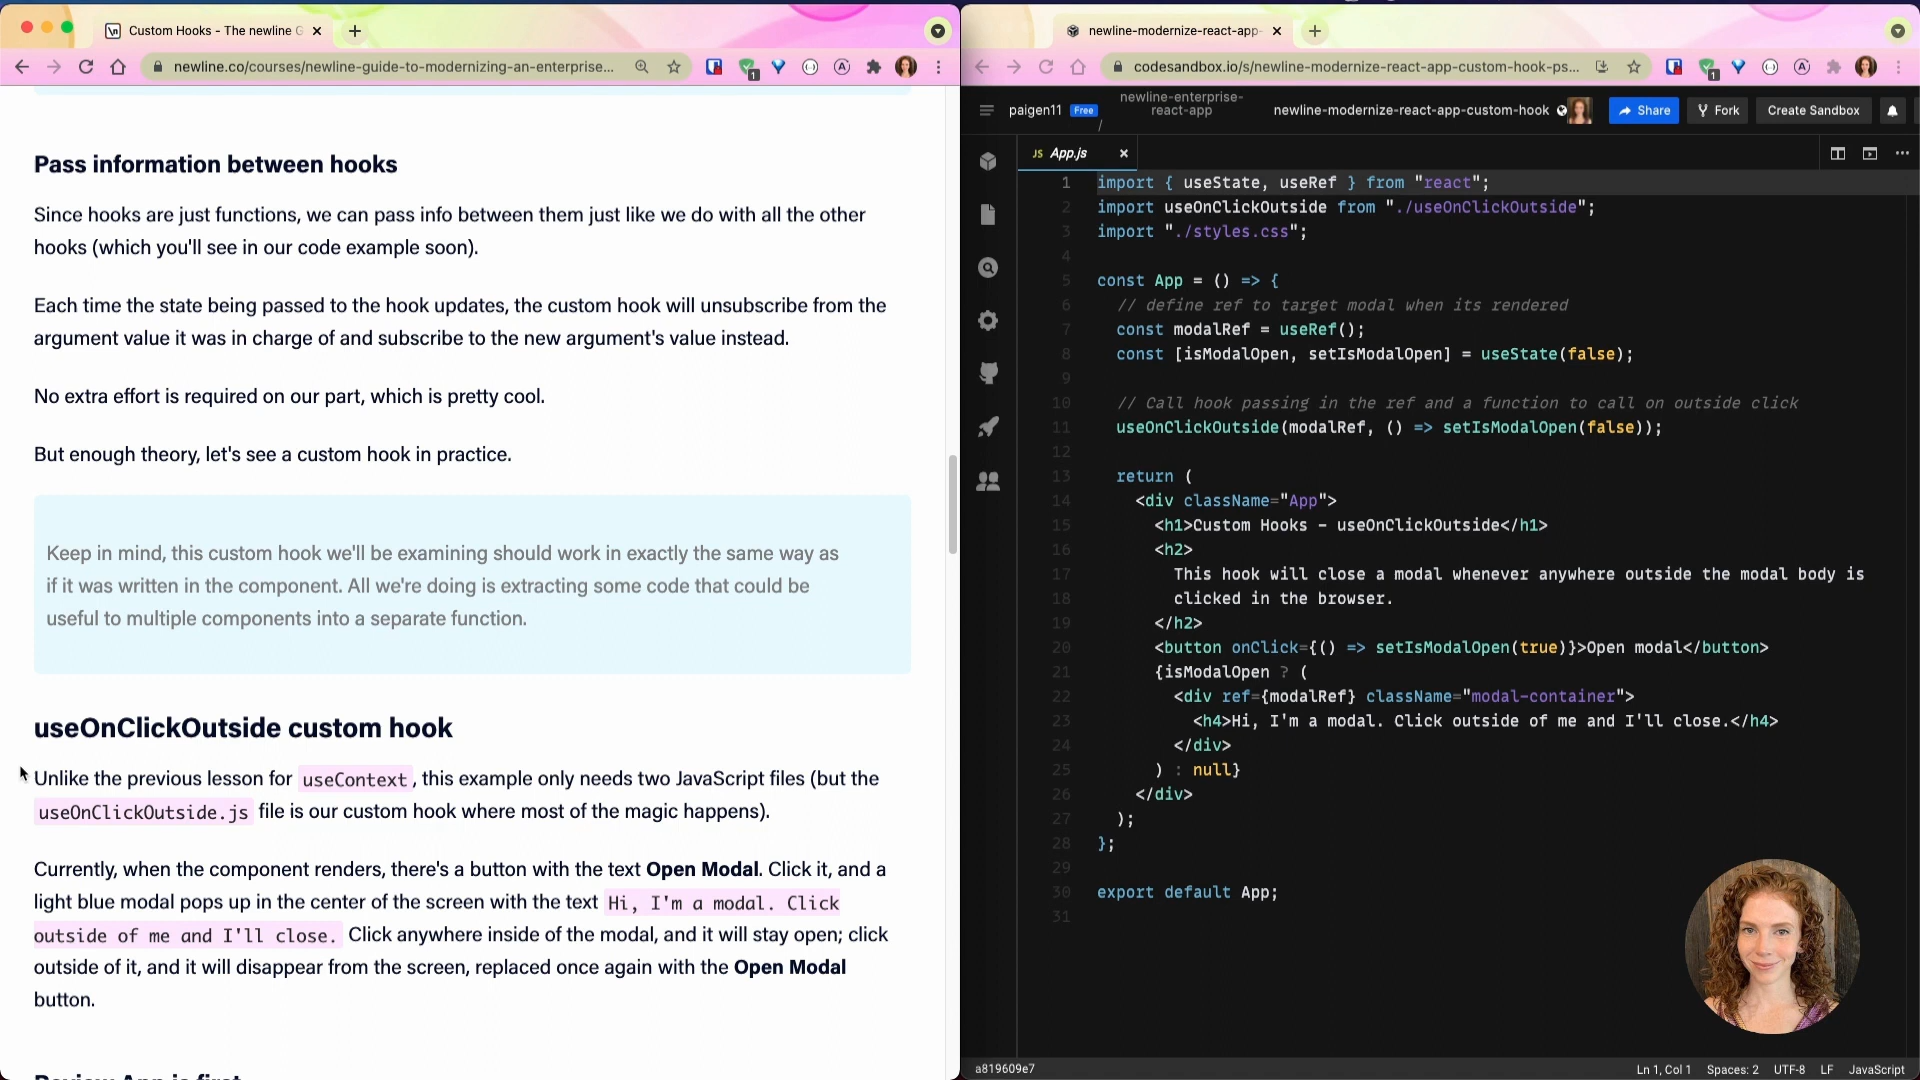 Custom Hooks - The newline G
newline.co/courses/newline-guide-to-modernizing-an-enterprise...
1
Pass information between hooks
Since hooks are just functions, we can pass info between them just like we do with all the other
hooks (which you'll see in our code example soon).
Each time the state being passed to the hook updates, the custom hook will unsubscribe from the
argument value it was in charge of and subscribe to the new argument's value instead.
No extra effort is required on our part, which is pretty cool.
But enough theory, let's see a custom hook in practice.
Keep in mind, this custom hook we'll be examining should work in exactly the same way as
if it was written in the component. All we're doing is extracting some code that could be
useful to multiple components into a separate function.
useOnClickOutside custom hook
Unlike the previous lesson for useContext, this example only needs two JavaScript files (but the
useOnClickOutside.js file is our custom hook where most of the magic happens).
Currently, when the component renders, there's a button with the text Open Modal. Click it, and a
light blue modal pops up in the center of the screen with the text Hi, I'm a modal. Click
outside of me and I'll close. Click anywhere inside of the modal, and it will stay open; click
outside of it, and it will disappear from the screen, replaced once again with the Open Modal
button.
Review App.js first
newline-modernize-react-app-
codesandbox.io/s/newline-modernize-react-app-custom-hook-ps...
1
paigen11 Free
newline-enterprise-
react-app
/
newline-modernize-react-app-custom-hook
Share
Fork
Create Sandbox
JS App.js
1 import { useState, useRef } from "react";
2 import useOnClickOutside from "./useOnClickOutside";
3 import "./styles.css";
4
5 const App = () => {
6 // define ref to target modal when its rendered
7 const modalRef = useRef();
8 const [isModalOpen, setIsModalOpen] = useState(false);
9
10 // Call hook passing in the ref and a function to call on outside click
11 useOnClickOutside(modalRef, () => setIsModalOpen(false));
12
13 return (
14 <div className="App">
15 <h1>Custom Hooks - useOnClickOutside</h1>
16 <h2>
17 This hook will close a modal whenever anywhere outside the modal body is
18 clicked in the browser.
19 </h2>
20 <button onClick={() => setIsModalOpen(true)}>Open modal</button>
21 {isModalOpen ? (
22 <div ref={modalRef} className="modal-container">
23 <h4>Hi, I'm a modal. Click outside of me and I'll close.</h4>
24 </div>
25 ) : null}
26 </div>
27 );
28 };
29
30 export default App;
31
a819609e7
Ln 1, Col 1 Spaces: 2 UTF-8 LF JavaScript